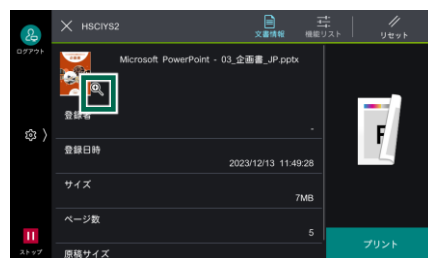 HSCIYS2
文書情報
機能リスト
リセット
ログアウト
Microsoft PowerPoint - 03_企画書_JP.pptx
登録者
-
登録日時
2023/12/13 11:49:28
サイズ
7MB
ページ数
5
原稿サイズ
ストップ
プリント
F